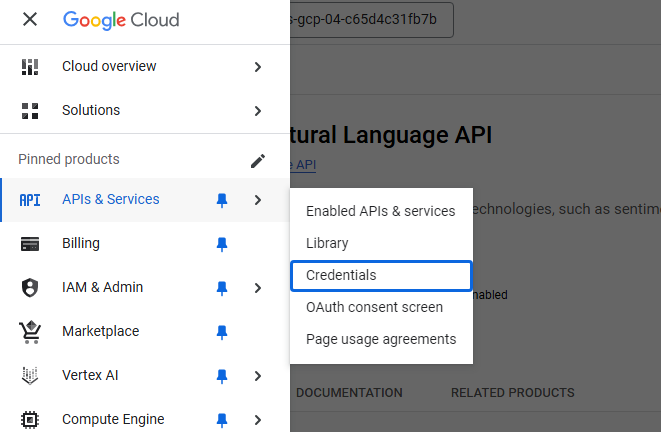 Google Cloud
s-gcp-04-c65d4c31fb7b
Cloud overview
Solutions
Pinned products
API APIs & Services
Billing
IAM & Admin
Marketplace
Vertex AI
Compute Engine
Enabled APIs & services
Library
Credentials
OAuth consent screen
Page usage agreements
tural Language API
e API
technologies, such as sentime
nabled
DOCUMENTATION
RELATED PRODUCTS